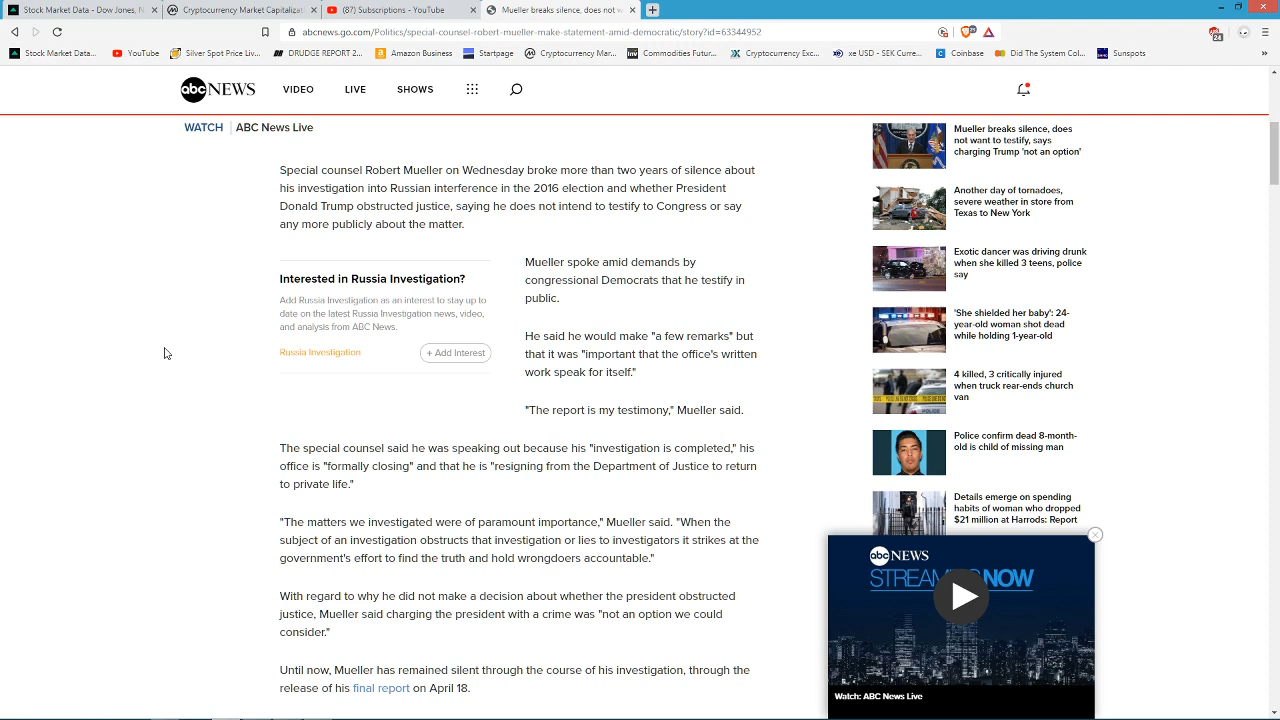 Stock Market Data - Dow Jones, N
Cryptocurrency Market Capitalizati
(87) Subscriptions - YouTube
Mueller breaks silence, does not w
abcnews.go.com/Politics/special-counsel-robert-mueller-make-statement-amid-democratic/story?id=63344952
24
Stock Market Data...
YouTube
Silver Spot Price |...
DRUDGE REPORT 2...
Amazon Business
Startpage
Cryptocurrency Mar...
Commodities Futur...
Cryptocurrency Exc...
xe USD - SEK Curre...
Coinbase
Did The System Col...
Sunspots
abc NEWS
VIDEO
LIVE
SHOWS
WATCH
ABC News Live
Special counsel Robert Mueller on Wednesday broke more than two years of silence about
his investigation into Russian interference in the 2016 election and whether President
Donald Trump obstructed justice, saying he does not intend to testify to Congress or say
any more publicly about the matter.
Interested in Russia Investigation?
Add Russia Investigation as an interest to stay up to
date on the latest Russia Investigation news, video,
and analysis from ABC News.
Russia Investigation
+ Add Interest
Mueller spoke amid demands by
congressional Democrats that he testify in
public.
He said he would make "a few remarks" but
that it was "important that the office's written
work speak for itself."
"The report is my testimony," Mueller said.
The special counsel said he was speaking out because his "investigation is completed," his
office is "formally closing" and that he is "resigning from the Department of Justice to return
to private life."
"The matters we investigated were of paramount importance," Mueller said. "When the
subject of an investigation obstructs that investigation or lies to investigators it strikes at the
government's effort to find the truth and hold wrongdoers accountable."
With regard to why he did not make a decision about whether the president obstructed
justice, Mueller said charging the president with a crime was "not an option we could
consider."
Until now, Mueller had remained silent through the course of his investigation, through the
release of his final report on April 18.
Mueller breaks silence, does
not want to testify, says
charging Trump 'not an option'
Another day of tornadoes,
severe weather in store from
Texas to New York
Exotic dancer was driving drunk
when she killed 3 teens, police
say
'She shielded her baby': 24-
year-old woman shot dead
while holding 1-year-old
4 killed, 3 critically injured
when truck rear-ends church
van
Police confirm dead 8-month-
old is child of missing man
Details emerge on spending
habits of woman who dropped
$21 million at Harrods: Report
abc NEWS
NOW
Watch: ABC News Live